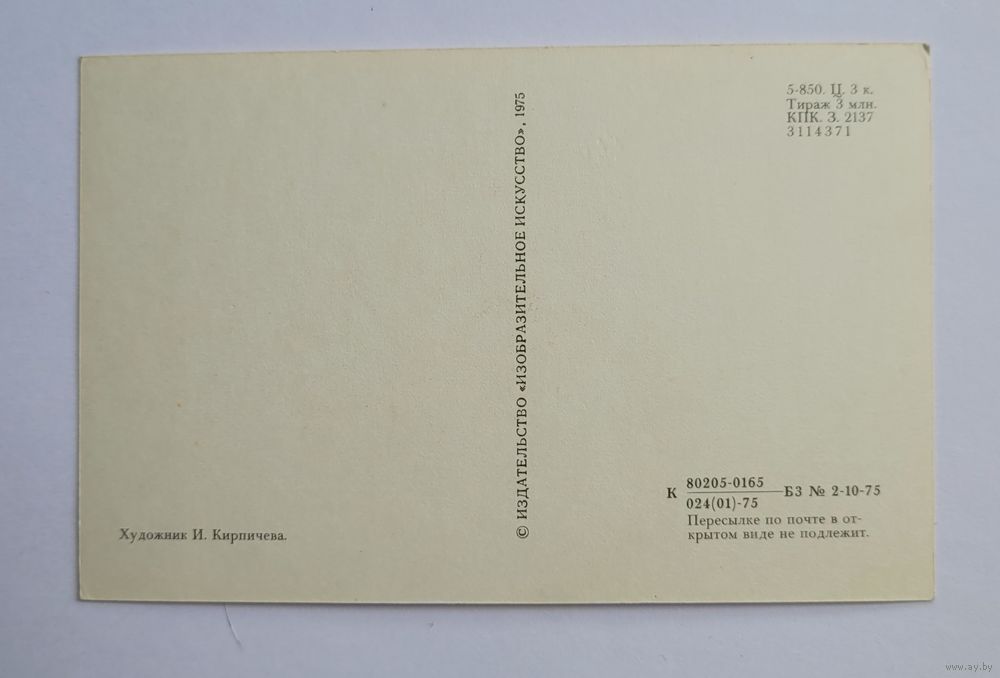 5-850. Ц. 3 к.
Тираж 3 млн.
КПК. З. 2137
3114371
© ИЗДАТЕЛЬСТВО «ИЗОБРАЗИТЕЛЬНОЕ ИСКУССТВО», 1975
Художник И. Кирпичева.
К 80205-0165 БЗ № 2-10-75
024(01)-75
Пересылке по почте в от-
крытом виде не подлежит.
www.ay.by